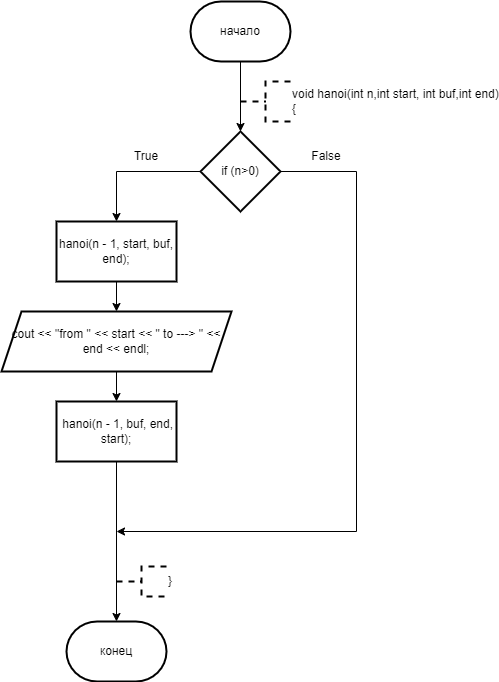 начало
void hanoi(int n,int start, int buf,int end)
{
True
False
if (n>0)
hanoi(n - 1, start, buf,
end);
cout << "from " << start << " to ---> " <<
end << endl;
hanoi(n - 1, buf, end,
start);
}
конец